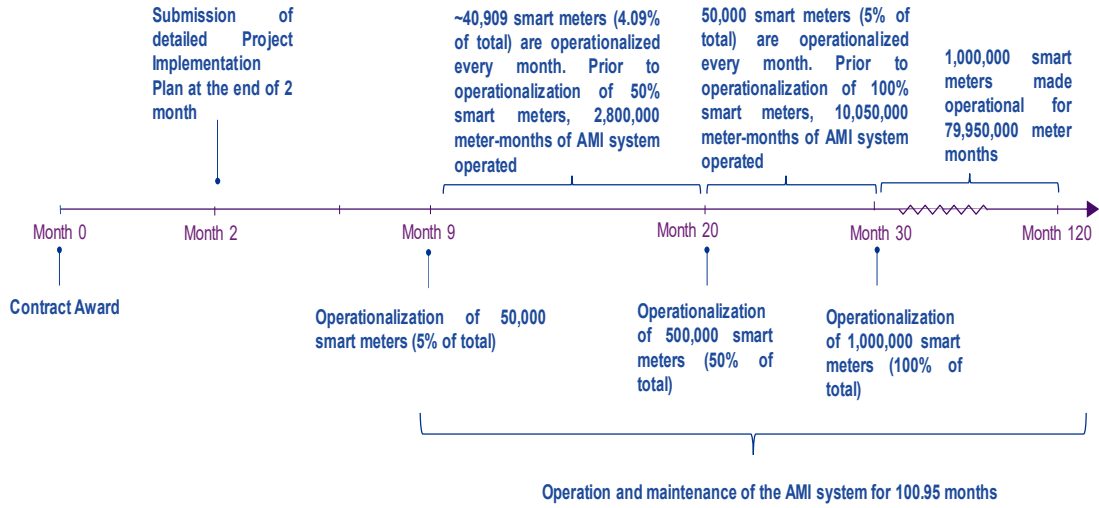 Submission of
detailed Project
Implementation
Plan at the end of 2
month
~40,909 smart meters (4.09%
of total) are operationalized
every month. Prior to
operationalization of 50%
smart meters, 2,800,000
meter-months of AMI system
operated
50,000 smart meters (5% of
total) are operationalized
every month. Prior to
operationalization of 100%
smart meters, 10,050,000
meter-months of AMI system
operated
1,000,000 smart
meters made
operational for
79,950,000 meter
months
Month 0
Month 2
Month 9
Month 20
Month 30
Month 120
Contract Award
Operationalization of 50,000
smart meters (5% of total)
Operationalization
of 500,000 smart
meters (50% of
total)
Operationalization
of 1,000,000 smart
meters (100% of
total)
Operation and maintenance of the AMI system for 100.95 months